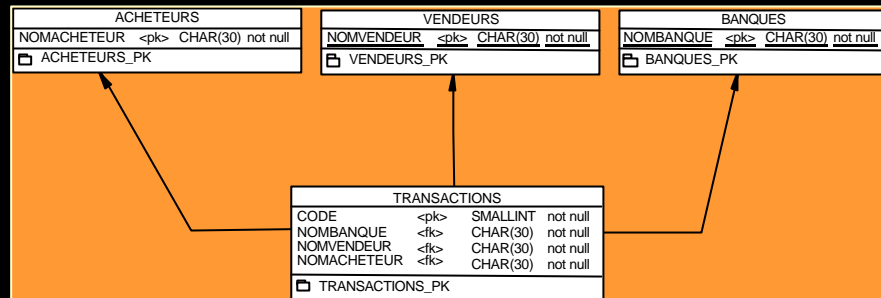 ACHETEURS
NOMACHETEUR <pk> CHAR(30) not null
ACHETEURS_PK
VENDEURS
NOMVENDEUR <pk> CHAR(30) not null
VENDEURS_PK
BANQUES
NOMBANQUE <pk> CHAR(30) not null
BANQUES_PK
TRANSACTIONS
CODE <pk> SMALLINT not null
NOMBANQUE <fk> CHAR(30) not null
NOMVENDEUR <fk> CHAR(30) not null
NOMACHETEUR <fk> CHAR(30) not null
TRANSACTIONS_PK